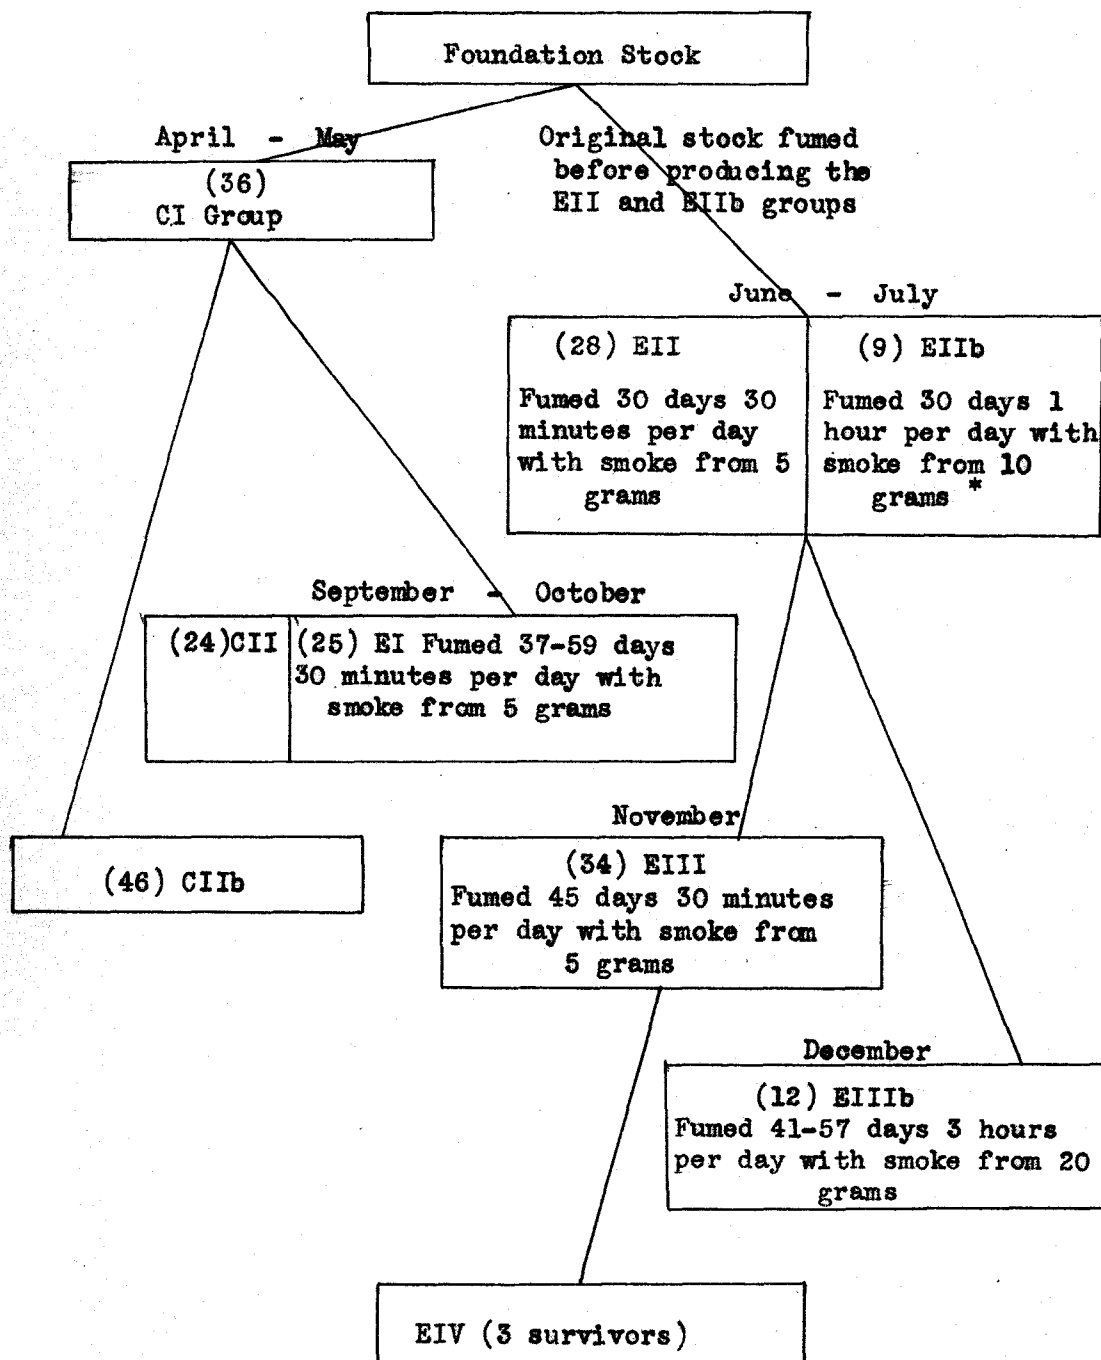 Foundation Stock
April - May
(36)
CI Group
Original stock fumed
before producing the
EII and EIIb groups
June - July
(28) EII
Fumed 30 days 30
minutes per day
with smoke from 5
grams
(9) EIIb
Fumed 30 days 1
hour per day with
smoke from 10
grams *
September - October
(24)CII
(25) EI Fumed 37-59 days
30 minutes per day with
smoke from 5 grams
November
(46) CIIb
(34) EIII
Fumed 45 days 30 minutes
per day with smoke from
5 grams
December
(12) EIIIb
Fumed 41-57 days 3 hours
per day with smoke from 20
grams
EIV (3 survivors)